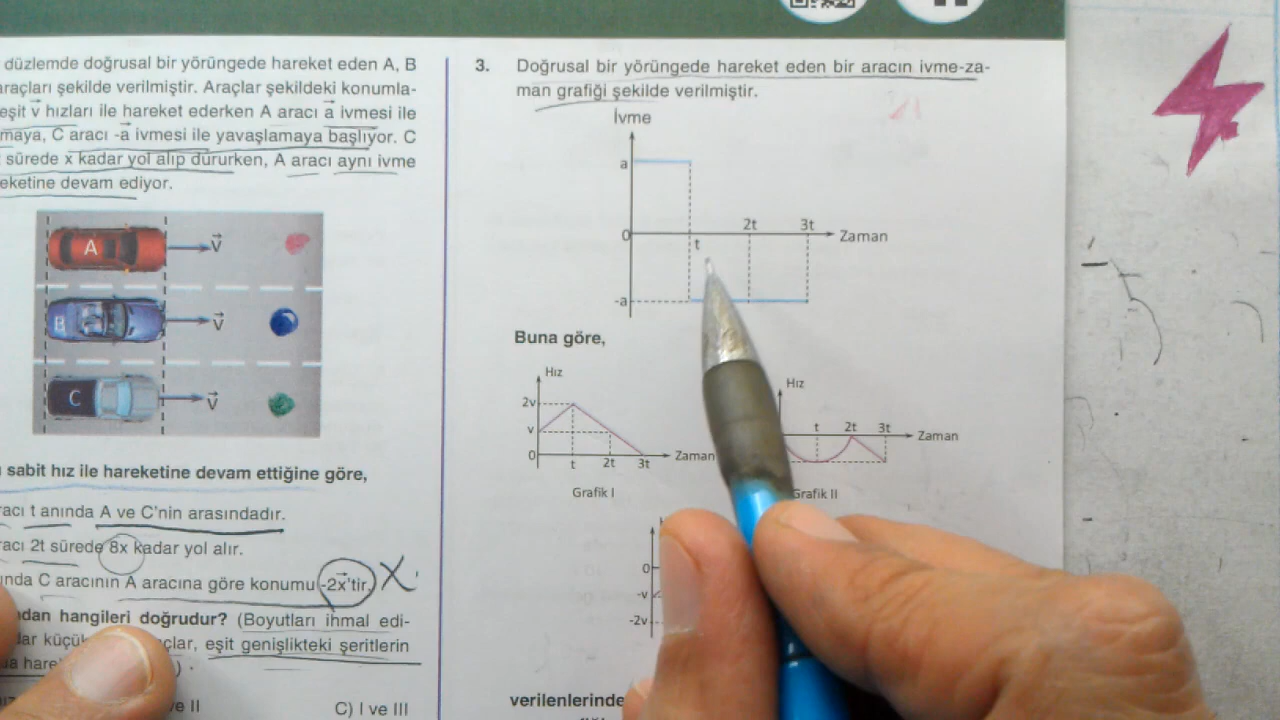 düzlemde doğrusal bir yörüngede hareket eden A, B
araçları şekilde verilmiştir. Araçlar şekildeki konumla-
eşit v hızları ile hareket ederken A aracı a ivmesi ile
maya, C aracı -a ivmesi ile yavaşlamaya başlıyor. C
sürede x kadar yol alıp dururken, A aracı aynı ivme
eketine devam ediyor.
A
v
B
v
C
v
sabit hız ile hareketine devam ettiğine göre,
racı t anında A ve C'nin arasındadır.
racı 2t sürede 8x kadar yol alır.
ında C aracının A aracına göre konumu -2x'tir. X
dan hangileri doğrudur? (Boyutları ihmal edi-
lar küçük çlar, eşit genişlikteki şeritlerin
ve II
C) I ve III
3. Doğrusal bir yörüngede hareket eden bir aracın ivme-za-
man grafiği şekilde verilmiştir.
İvme
a
0
-a
t
2t
3t
Zaman
Buna göre,
Hız
2v
v
0
t
2t
3t
Zaman
Grafik I
Hız
t
2t
3t
Zaman
Grafik II
0
-v
-2v
verilenlerinde